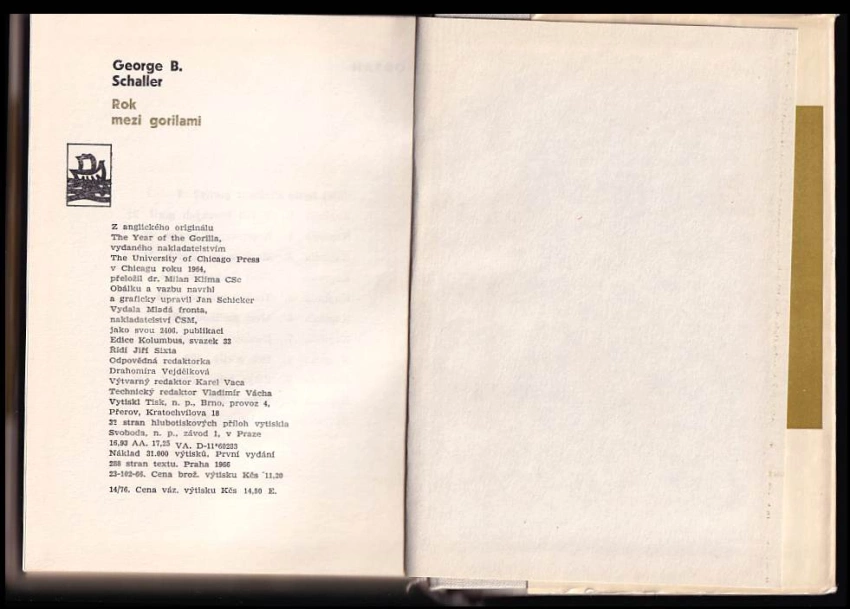 George B.
Schaller
Rok
mezi gorilami
Z anglického originálu
The Year of the Gorilla,
vydaného nakladatelstvím
The University of Chicago Press
v Chicagu roku 1964,
přeložil dr. Milan Klíma CSc
Obálku a vazbu navrhl
a graficky upravil Jan Schicker
Vydala Mladá fronta,
nakladatelství ČSM,
jako svou 2406. publikaci
Edice Kolumbus, svazek 33
Řídí Jiří Sixta
Odpovědná redaktorka
Drahomíra Vejdělková
Výtvarný redaktor Karel Vaca
Technický redaktor Vladimír Vácha
Vytiskl Tisk, n. p., Brno, provoz 4,
Přerov, Kratochvílova 18
32 stran hlubotiskových příloh vytiskla
Svoboda, n. p., závod 1, v Praze
16,93 AA. 17,25 VA. D-11*60233
Náklad 31.000 výtisků, První vydání
288 stran textu. Praha 1966
23-102-66. Cena brož. výtisku Kčs 11,20
14/76. Cena váz. výtisku Kčs 14,50 E.